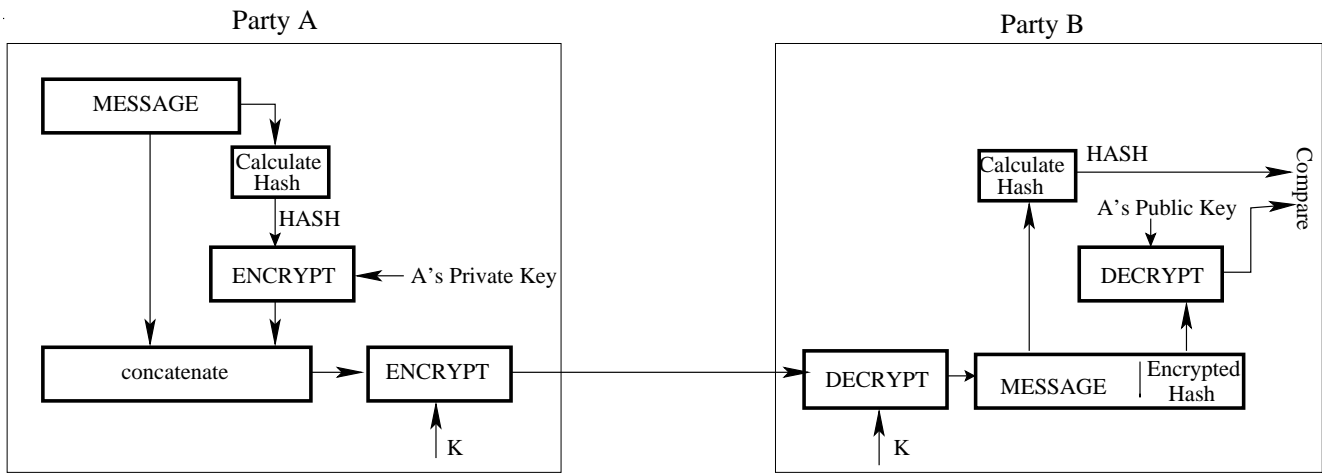 Party A
MESSAGE
Calculate
Hash
HASH
ENCRYPT
A's Private Key
concatenate
ENCRYPT
K
Party B
Calculate
Hash
HASH
Compare
A's Public Key
DECRYPT
DECRYPT
MESSAGE
Encrypted
Hash
K